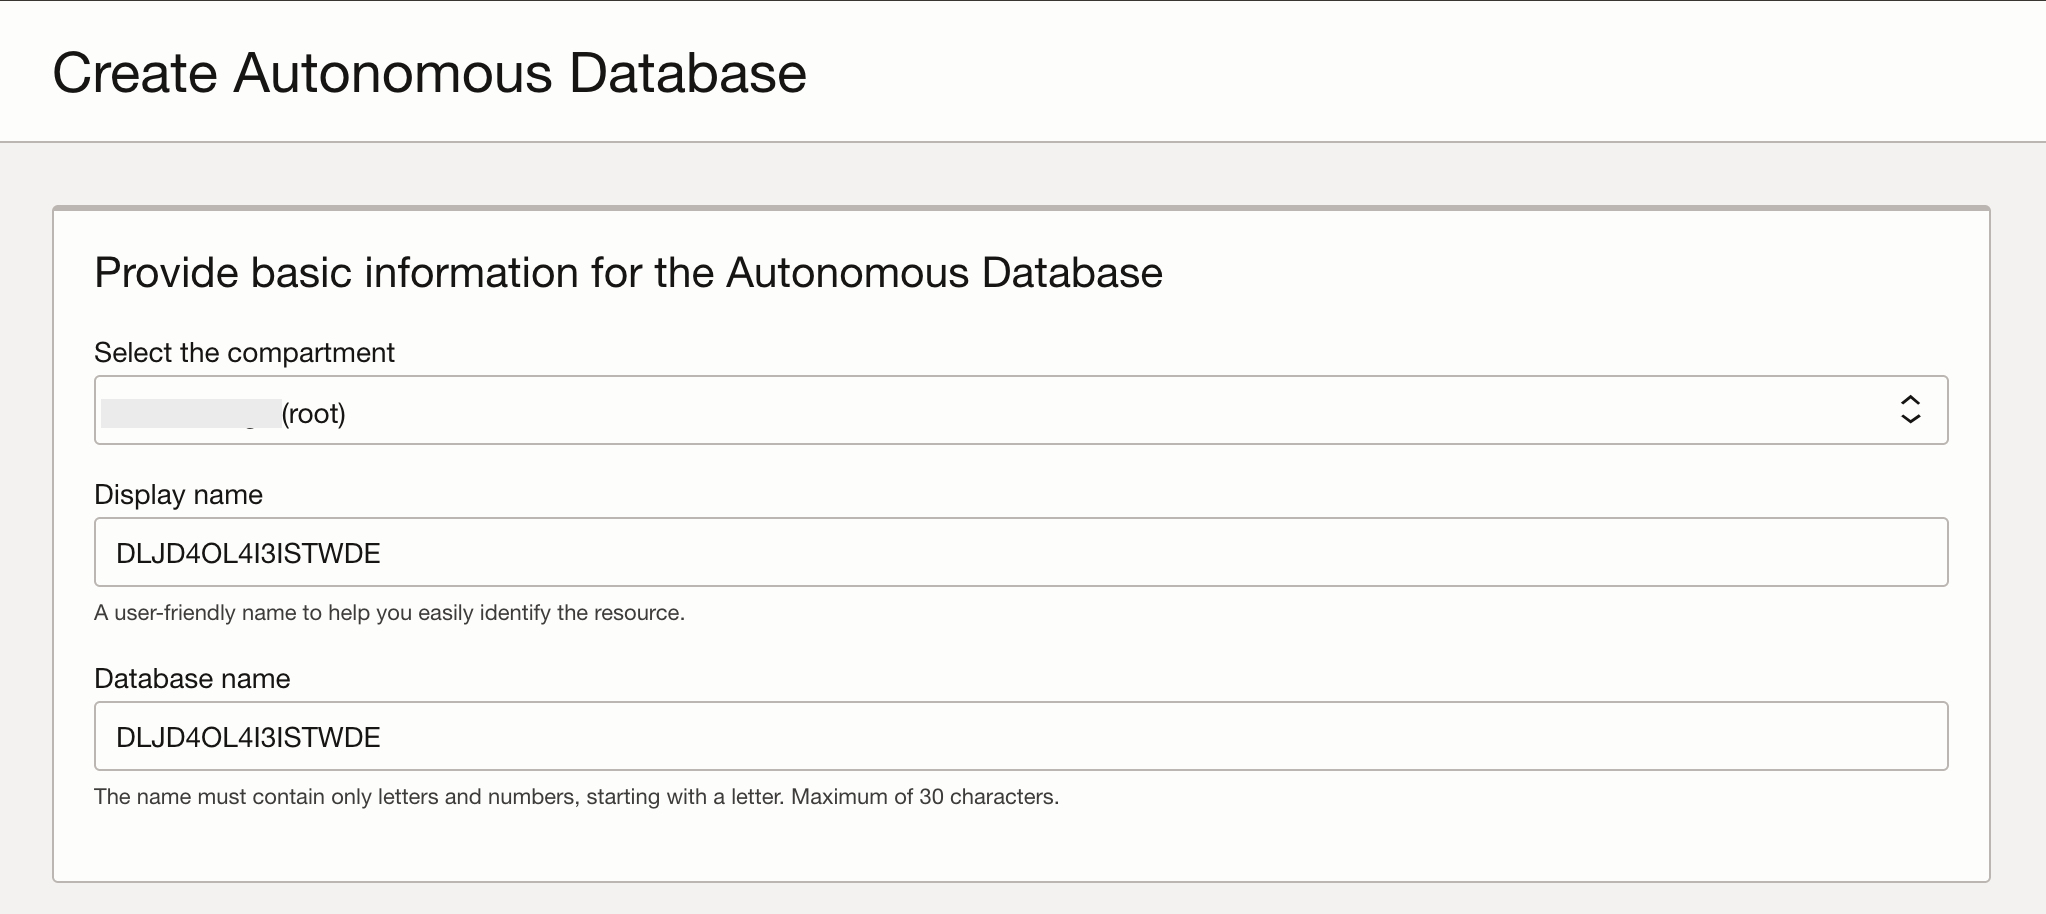 Create Autonomous Database
Provide basic information for the Autonomous Database
Select the compartment
(root)
Display name
DLJD4OL4I3ISTWDE
A user-friendly name to help you easily identify the resource.
Database name
DLJD4OL4I3ISTWDE
The name must contain only letters and numbers, starting with a letter. Maximum of 30 characters.